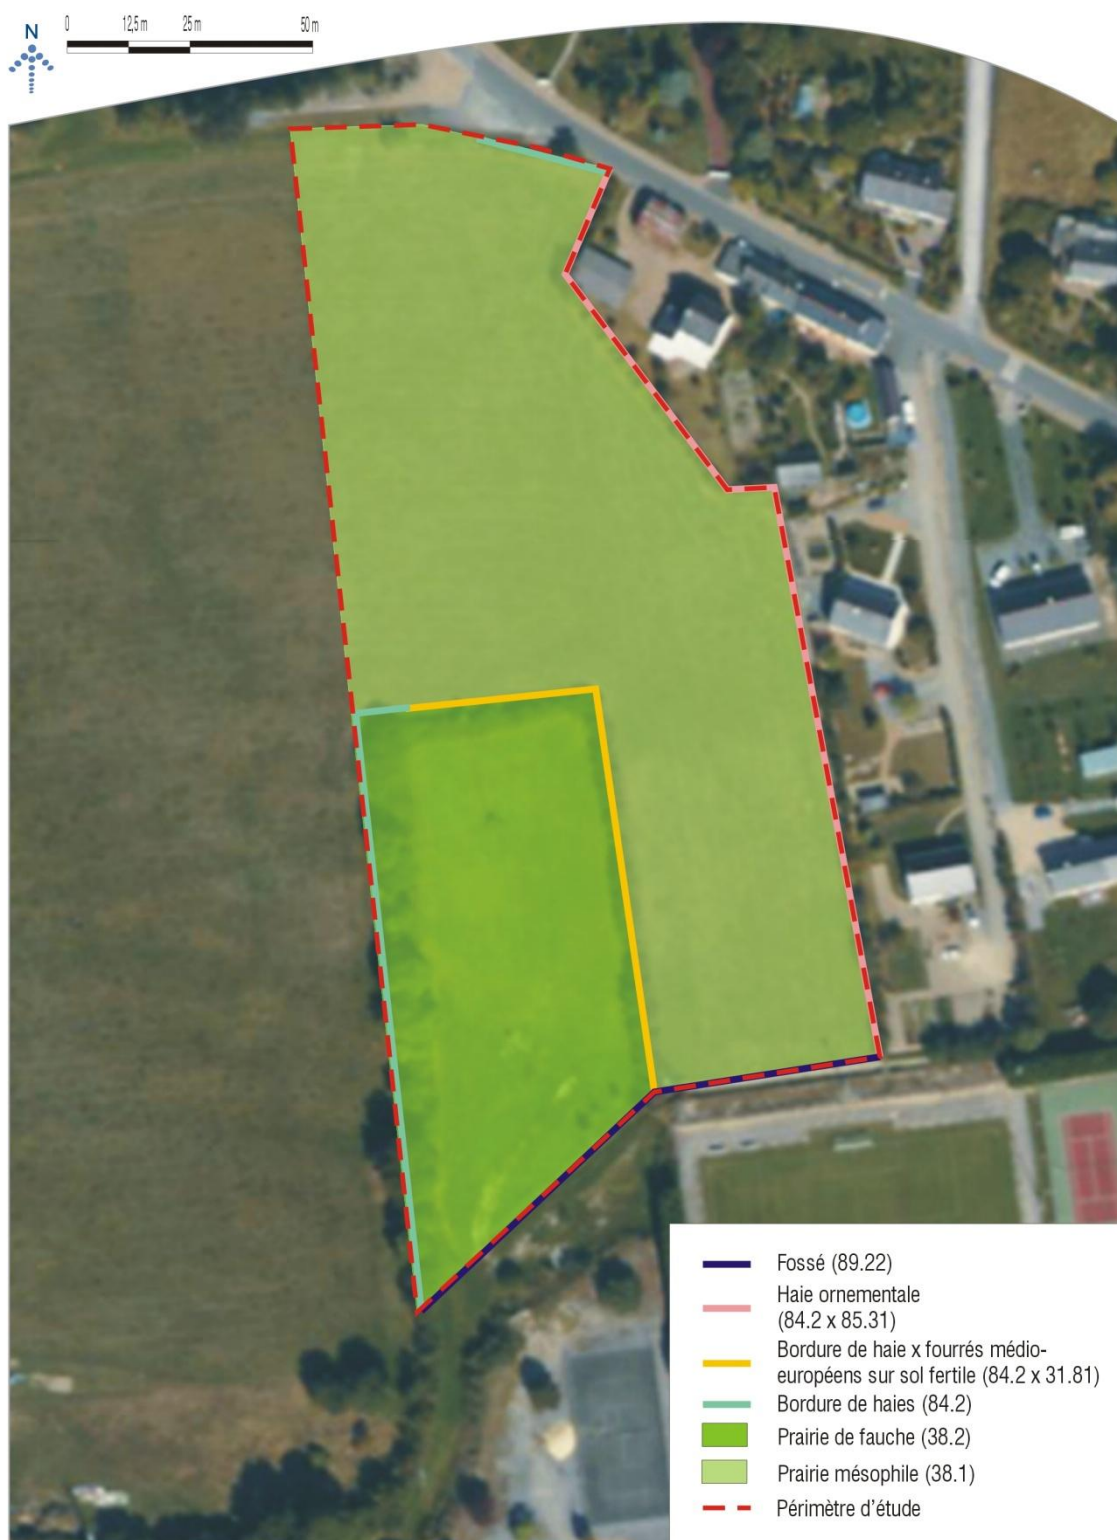 N
0 12,5 m 25 m 50 m
Fossé (89.22)
Haie ornementale
(84.2 x 85.31)
Bordure de haie x fourrés médio-
européens sur sol fertile (84.2 x 31.81)
Bordure de haies (84.2)
Prairie de fauche (38.2)
Prairie mésophile (38.1)
Périmètre d'étude